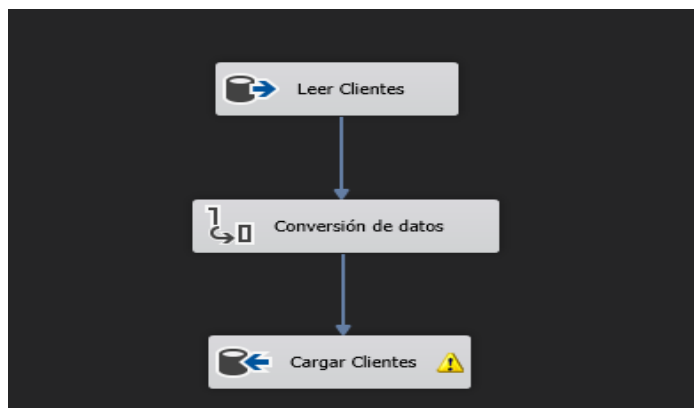 Leer Clientes
Conversión de datos
Cargar Clientes